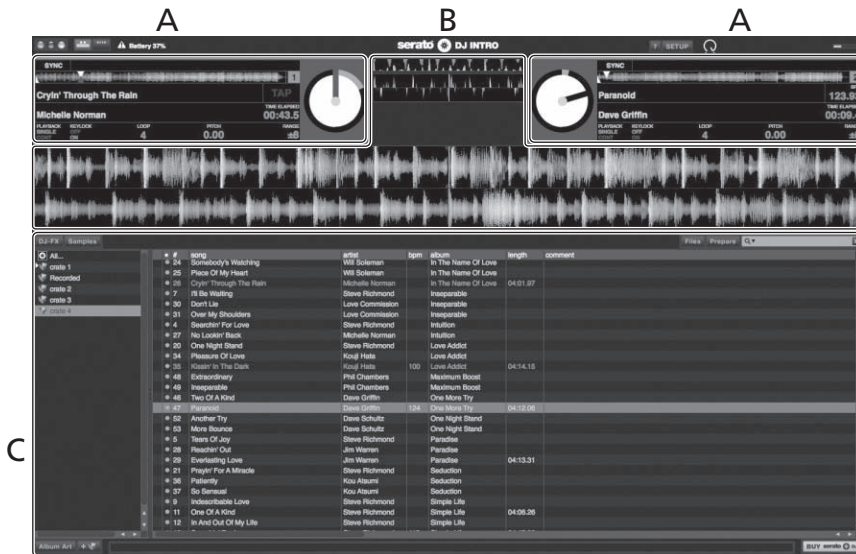 A B A
Battery 37% serato DJ INTRO ? SETUP
SYNC SYNC
1
Cryin' Through The Rain TAP Paranoid 123.9
Michelle Norman TIME ELAPSED 00:43.5 Dave Griffin TIME ELAPSED 00:09.
PLAYBACK KEYLOCK LOOP PITCH RANGE PLAYBACK KEYLOCK LOOP PITCH RANGE
SINGLE OFF 4 0.00 ±8 SINGLE OFF 4 0.00
CONT ON CONT ON
DJ-FX Samples Files Prepare
All... # song artist bpm album length comment
crate 1
Recorded
crate 2
crate 3
crate 4
24 Somebody's Watching Will Soleman In The Name Of Love
25 Piece Of My Heart Will Soleman In The Name Of Love
26 Cryin' Through The Rain Michelle Norman In The Name Of Love 04:01.97
7 I'll Be Waiting Steve Richmond Inseparable
30 Don't Lie Love Commission Inseparable
31 Over My Shoulders Love Commission Inseparable
4 Searchin' For Love Steve Richmond Intuition
27 No Lookin' Back Michelle Norman Intuition
20 One Night Stand Steve Richmond Love Addict
34 Pleasure Of Love Kouji Hata Love Addict
35 Kissin' In The Dark Kouji Hata 100 Love Addict 04:14.15
48 Extraordinary Phil Chambers Maximum Boost
49 Inseparable Phil Chambers Maximum Boost
46 Two Of A Kind Dave Griffin One More Try
47 Paranoid Dave Griffin 124 One More Try 04:12.06
52 Another Try Dave Schultz One Night Stand
53 More Bounce Dave Schultz One Night Stand
5 Tears Of Joy Steve Richmond Paradise
28 Reachin' Out Jim Warren Paradise
29 Everlasting Love Jim Warren Paradise 04:13.31
21 Prayin' For A Miracle Steve Richmond Seduction
36 Patiently Kou Atsumi Seduction
37 So Sensual Kou Atsumi Seduction
9 Indescribable Love Steve Richmond Simple Life
11 One Of A Kind Steve Richmond Simple Life 04:06.26
12 In And Out Of My Life Steve Richmond Simple Life
C
Album Art BUY serato